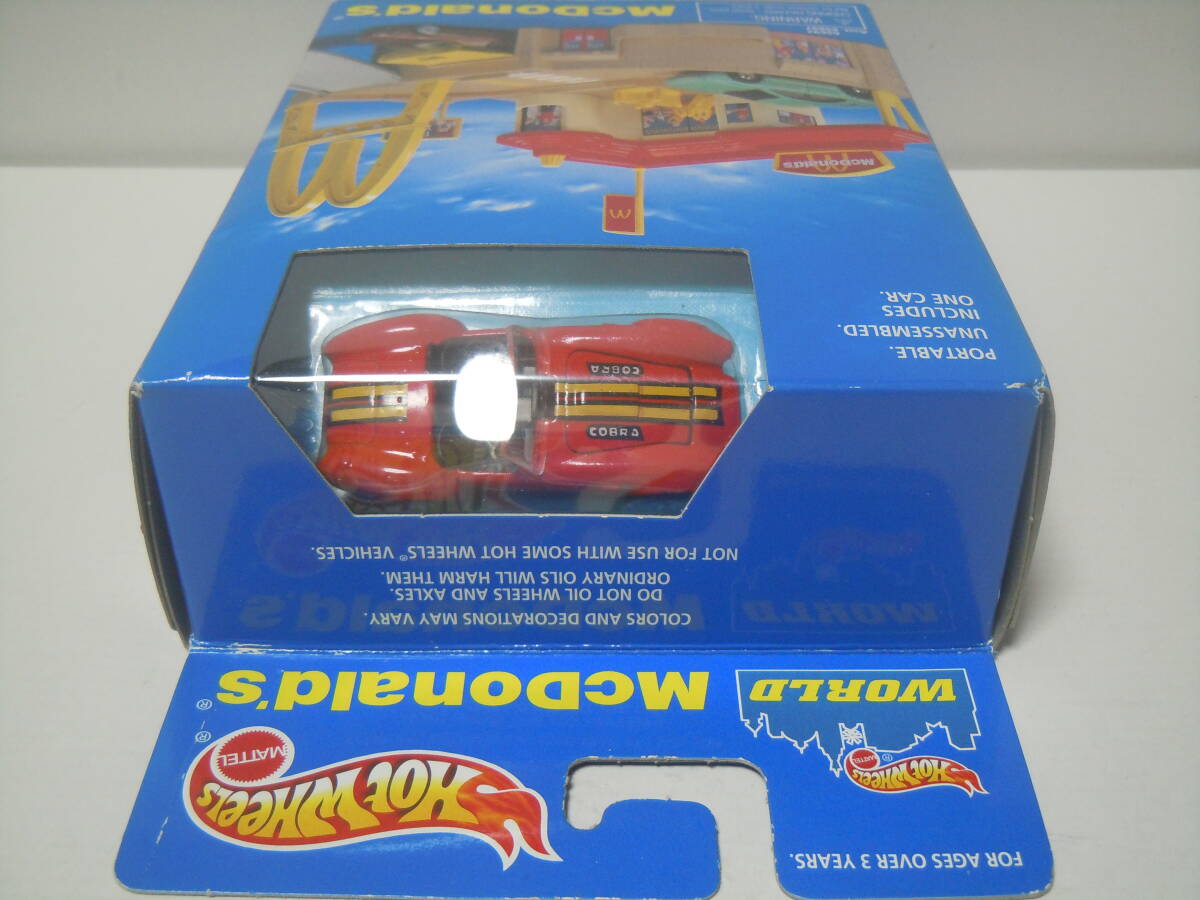 FOR AGES OVER 3 YEARS.
HOT WHEELS
MATTEL
WORLD
HOT WHEELS
MATTEL
®
McDonald's®
COLORS AND DECORATIONS MAY VARY.
DO NOT OIL WHEELS AND AXLES.
ORDINARY OILS WILL HARM THEM.
NOT FOR USE WITH SOME HOT WHEELS® VEHICLES.
COBRA
COBRA
PORTABLE.
UNASSEMBLED.
INCLUDES
ONE CAR.
McDonald's
WARNING
McDonald's
WORLD
McDonald's